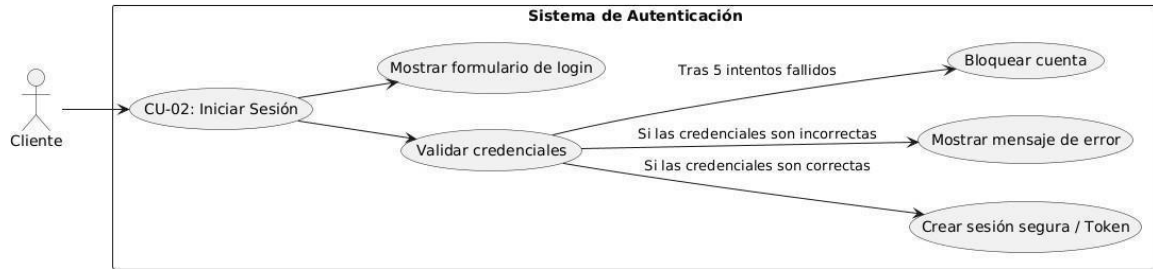 Sistema de Autenticación
Mostrar formulario de login
Tras 5 intentos fallidos
Bloquear cuenta
CU-02: Iniciar Sesión
Cliente
Validar credenciales
Si las credenciales son incorrectas
Mostrar mensaje de error
Si las credenciales son correctas
Crear sesión segura / Token